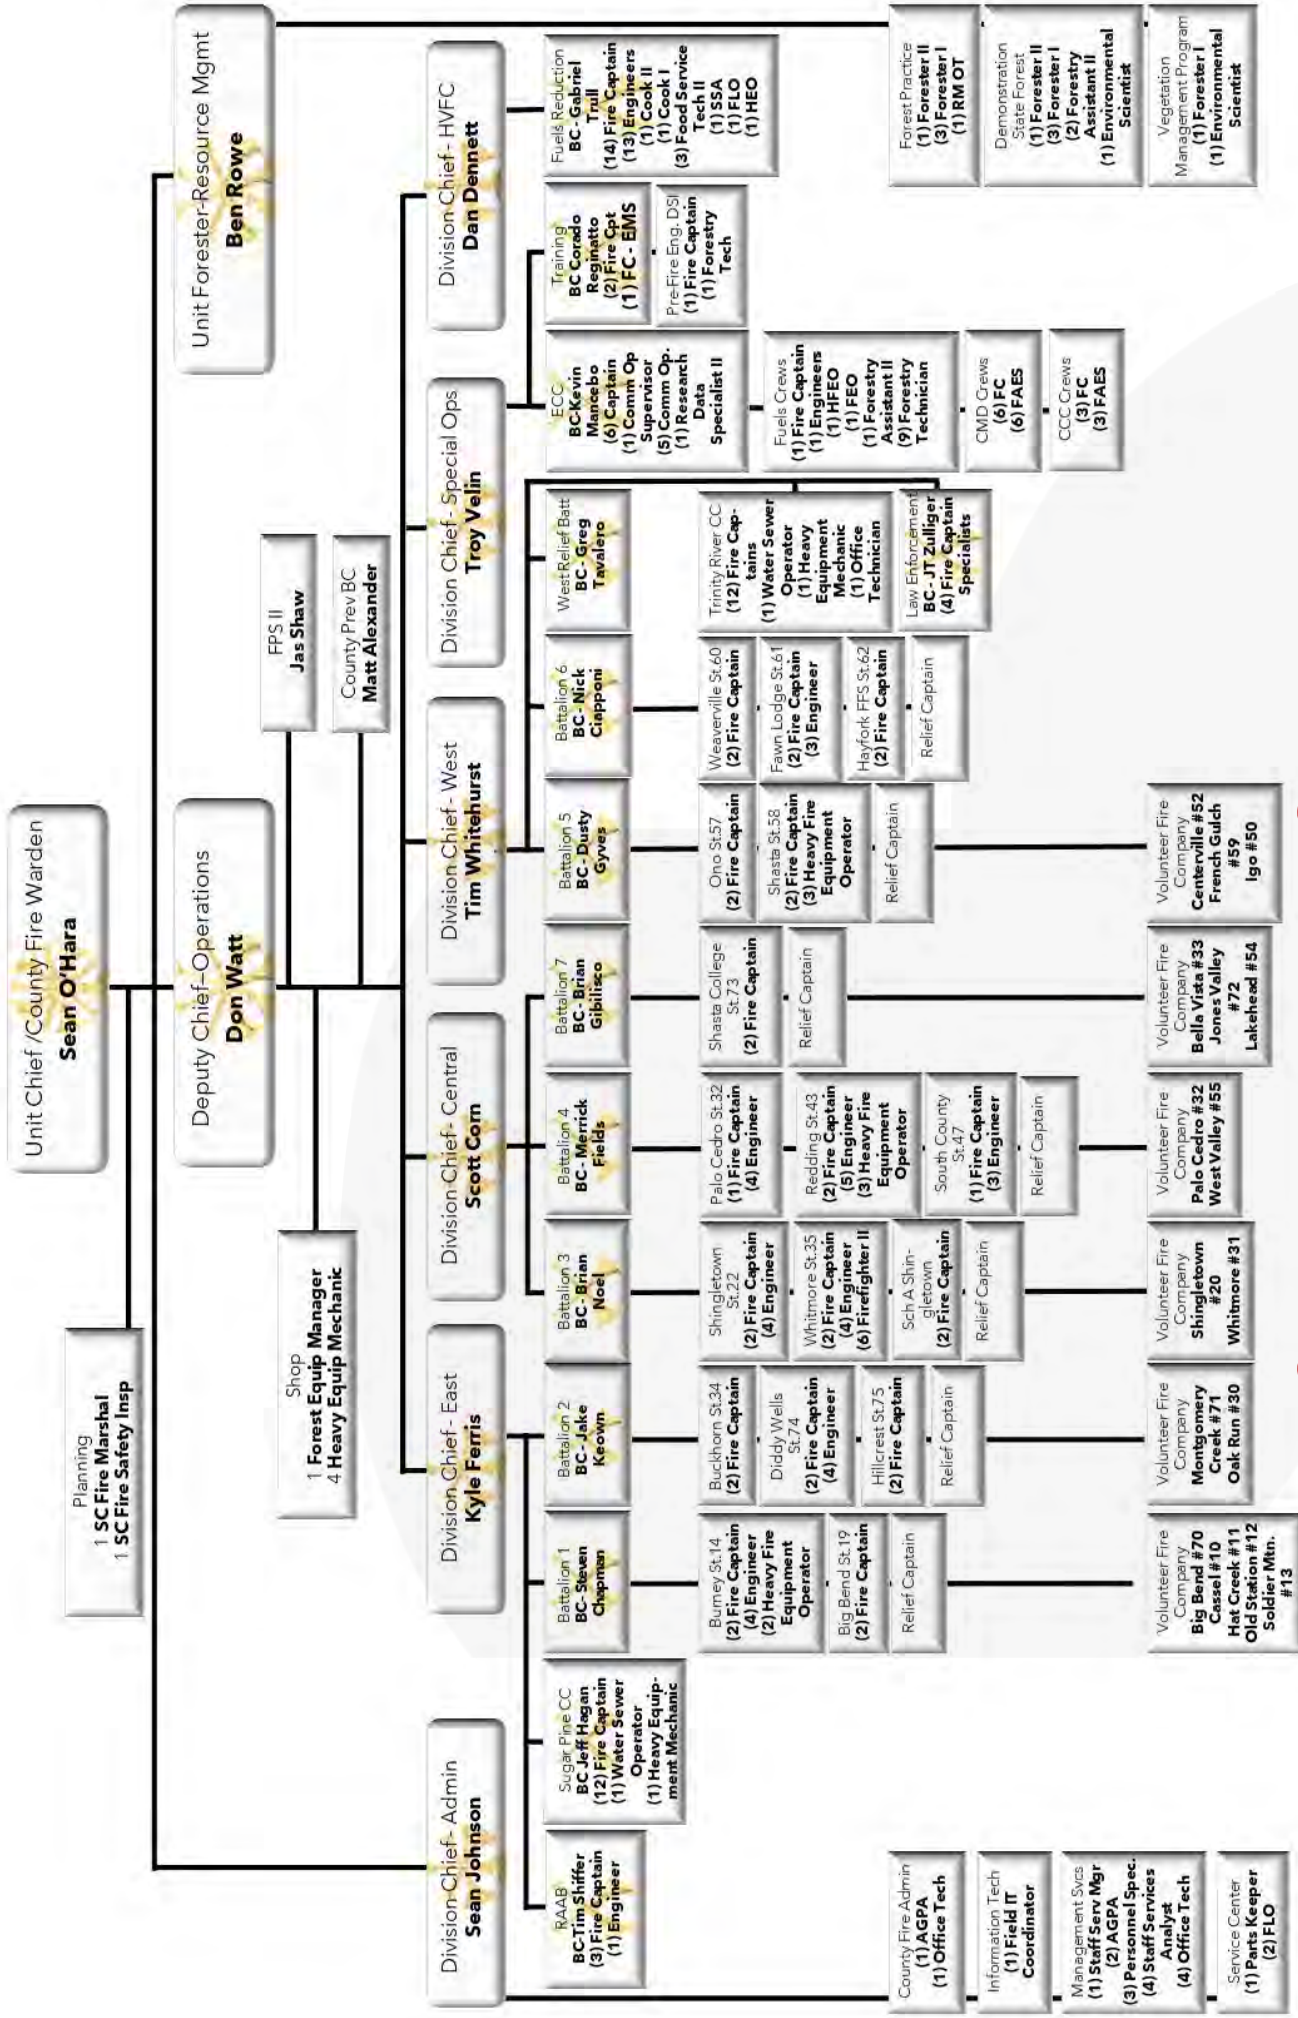 Unit Chief /County Fire Warden
Sean O'Hara
Planning
1 SC Fire Marshal
1 SC Fire Safety Insp
Deputy Chief-Operations
Don Watt
Unit Forester-Resource Mgmt
Ben Rowe
FPS II
Jas Shaw
County Prev BC
Matt Alexander
Shop
1 Forest Equip Manager
4 Heavy Equip Mechanic
Division Chief- Admin
Sean Johnson
Division Chief - East
Kyle Ferris
Division Chief- Central
Scott Corn
Division Chief- West
Tim Whitehurst
Division Chief- Special Ops
Troy Velin
Division Chief - HVFC
Dan Dennett
RAAB
BC-Tim Shiffer
(3) Fire Captain
(1) Engineer
Sugar Pine CC
BC Jeff Hagan
(12) Fire Captain
(1) Water Sewer
Operator
(1) Heavy Equip-
ment Mechanic
Battalion 1
BC- Steven
Chapman
Battalion 2
BC - Jake
Keown
Battalion 3
BC- Brian
Noel
Battalion 4
BC- Merrick
Fields
Battalion 7
BC - Brian
Gibilisco
Battalion 5
BC -Dusty
Gyves
Battalion 6
BC -Nick
Ciapponi
West Relief Batt
BC -Greg
Tavalero
ECC
BC-Kevin
Mancebo
(6) Captain
(1) Comm Op
Supervisor
(5) Comm Op.
(1) Research
Data
Specialist II
Training
BC Corado
Reginatto
(2) Fire Cpt
(1) FC - EMS
Fuels Reduction
BC - Gabriel
Trull
(14) Fire Captain
(13) Engineers
(1) Cook II
(1) Cook I
(3) Food Service
Tech II
(1) SSA
(1) FLO
(1) HEO
Pre-Fire Eng. DSI
(1) Fire Captain
(1) Forestry
Tech
Burney St.14
(2) Fire Captain
(4) Engineer
(2) Heavy Fire
Equipment
Operator
Big Bend St.19
(2) Fire Captain
Relief Captain
Buckhorn St.34
(2) Fire Captain
Diddy Wells
St.74
(2) Fire Captain
(4) Engineer
Hillcrest St.75
(2) Fire Captain
Relief Captain
Shingletown
St.22
(2) Fire Captain
(4) Engineer
Whitmore St.35
(2) Fire Captain
(4) Engineer
(6) Firefighter II
Sch A Shin-
gletown
(2) Fire Captain
Relief Captain
Palo Cedro St.32
(1) Fire Captain
(4) Engineer
Redding St.43
(2) Fire Captain
(5) Engineer
(3) Heavy Fire
Equipment
Operator
South County
St.47
(1) Fire Captain
(3) Engineer
Relief Captain
Shasta College
St.73
(2) Fire Captain
Relief Captain
Ono St.57
(2) Fire Captain
Shasta St.58
(2) Fire Captain
(3) Heavy Fire
Equipment
Operator
Relief Captain
Weaverville St.60
(2) Fire Captain
Fawn Lodge St.61
(2) Fire Captain
(3) Engineer
Hayfork FFS St.62
(2) Fire Captain
Relief Captain
Trinity River CC
(12) Fire Cap-
tains
(1) Water Sewer
Operator
(1) Heavy
Equipment
Mechanic
(1) Office
Technician
Law Enforcement
BC- JT Zulliger
(4) Fire Captain
Specialists
Fuels Crews
(1) Fire Captain
(1) Engineers
(1) HFEO
(1) FEO
(1) Forestry
Assistant II
(9) Forestry
Technician
CMD Crews
(6) FC
(6) FAES
CCC Crews
(3) FC
(3) FAES
Forest Practice
(1) Forester II
(3) Forester I
(1) RM OT
Demonstration
State Forest
(1) Forester II
(3) Forester I
(2) Forestry
Assistant II
(1) Environmental
Scientist
Vegetation
Management Program
(1) Forester I
(1) Environmental
Scientist
County Fire Admin
(1) AGPA
(1) Office Tech
Information Tech
(1) Field IT
Coordinator
Management Svcs
(1) Staff Serv Mgr
(2) AGPA
(3) Personnel Spec.
(4) Staff Services
Analyst
(4) Office Tech
Service Center
(1) Parts Keeper
(2) FLO
Volunteer Fire
Company
Big Bend #70
Cassel #10
Hat Creek #11
Old Station #12
Soldier Mtn.
#13
Volunteer Fire
Company
Montgomery
Creek #71
Oak Run #30
Volunteer Fire
Company
Shingletown
#20
Whitmore #31
Volunteer Fire
Company
Palo Cedro #32
West Valley #55
Volunteer Fire
Company
Bella Vista #33
Jones Valley
#72
Lakehead #54
Volunteer Fire
Company
Centerville #52
French Gulch
#59
Igo #50